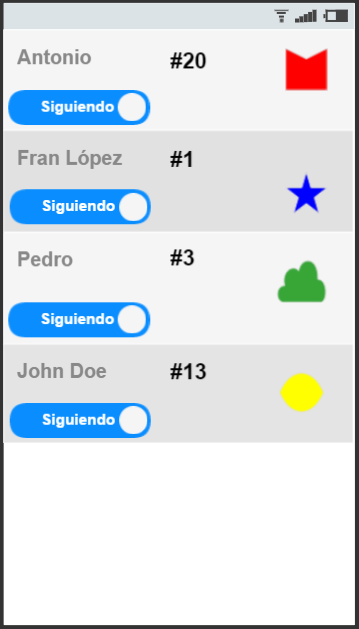 Antonio
#20
Siguiendo
Fran López
#1
Siguiendo
Pedro
#3
Siguiendo
John Doe
#13
Siguiendo